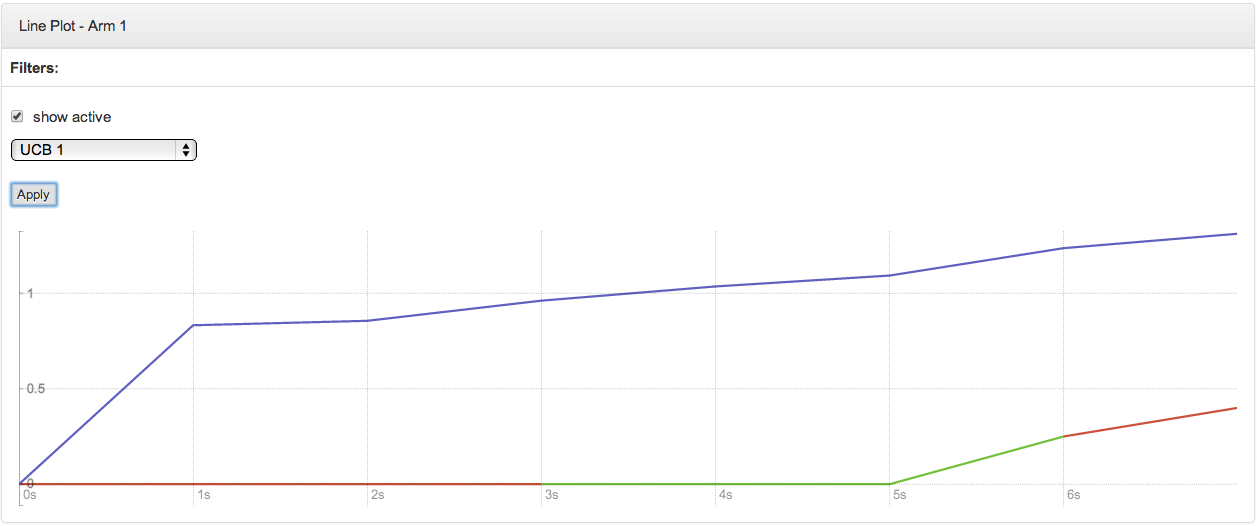 Line Plot - Arm 1
Filters:
show active
UCB 1
Apply
1
0.5
0
0s 1s 2s 3s 4s 5s 6s